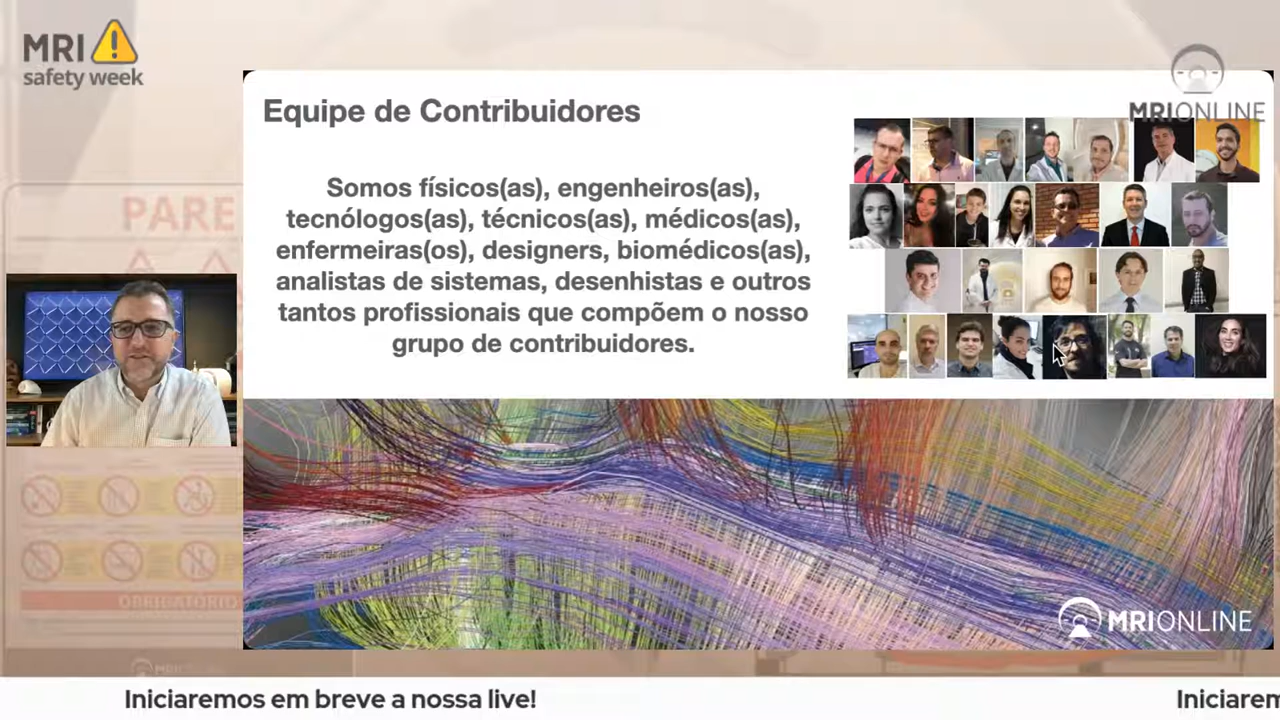 MRI
safety week
Equipe de Contribuidores
MRIONLINE
Somos físicos(as), engenheiros(as),
tecnólogos(as), técnicos(as), médicos(as),
enfermeiras(os), designers, biomédicos(as),
analistas de sistemas, desenhistas e outros
tantos profissionais que compõem o nosso
grupo de contribuidores.
PARE
OBRIGATÓRIO
MRIONLINE
Iniciaremos em breve a nossa live!
Iniciarem